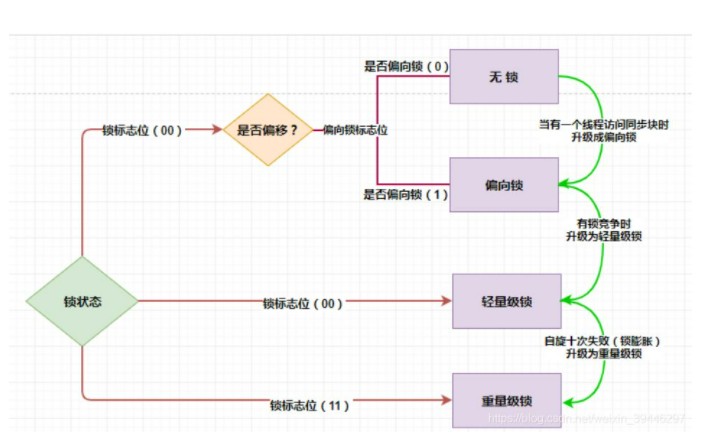 是否偏向锁(0)
无 锁
锁标志位(00)
是否偏移?
偏向锁标志位
当有一个线程访问同步块时
升级成偏向锁
是否偏向锁(1)
偏向锁
有锁竞争时
升级为轻量级锁
锁状态
锁标志位(00)
轻量级锁
自旋十次失败(锁膨胀)
升级为重量级锁
锁标志位(11)
重量级锁